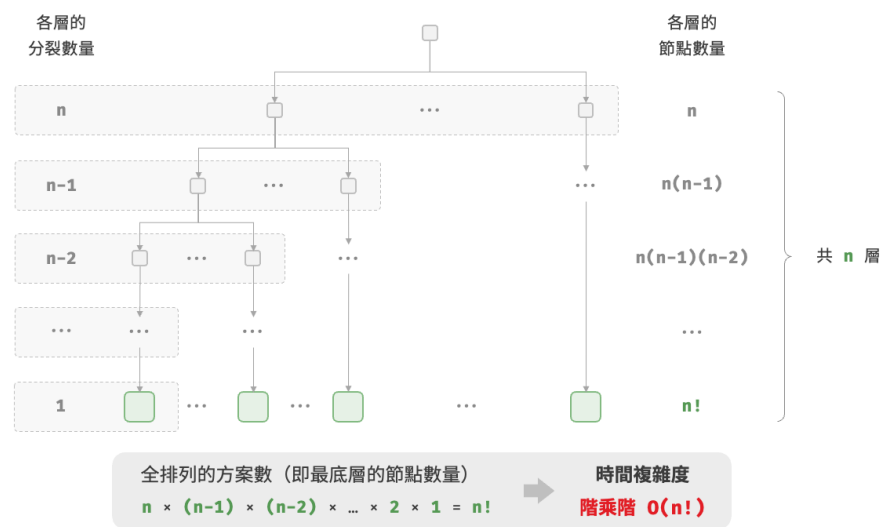 各層的
分裂數量
各層的
節點數量
n
...
n
n-1
...
...
n(n-1)
n-2
...
...
n(n-1)(n-2)
共 n 層
...
...
...
...
1
...
...
...
n!
全排列的方案數（即最底層的節點數量）
n × (n-1) × (n-2) × … × 2 × 1 = n!
時間複雜度
階乘階 O(n!)